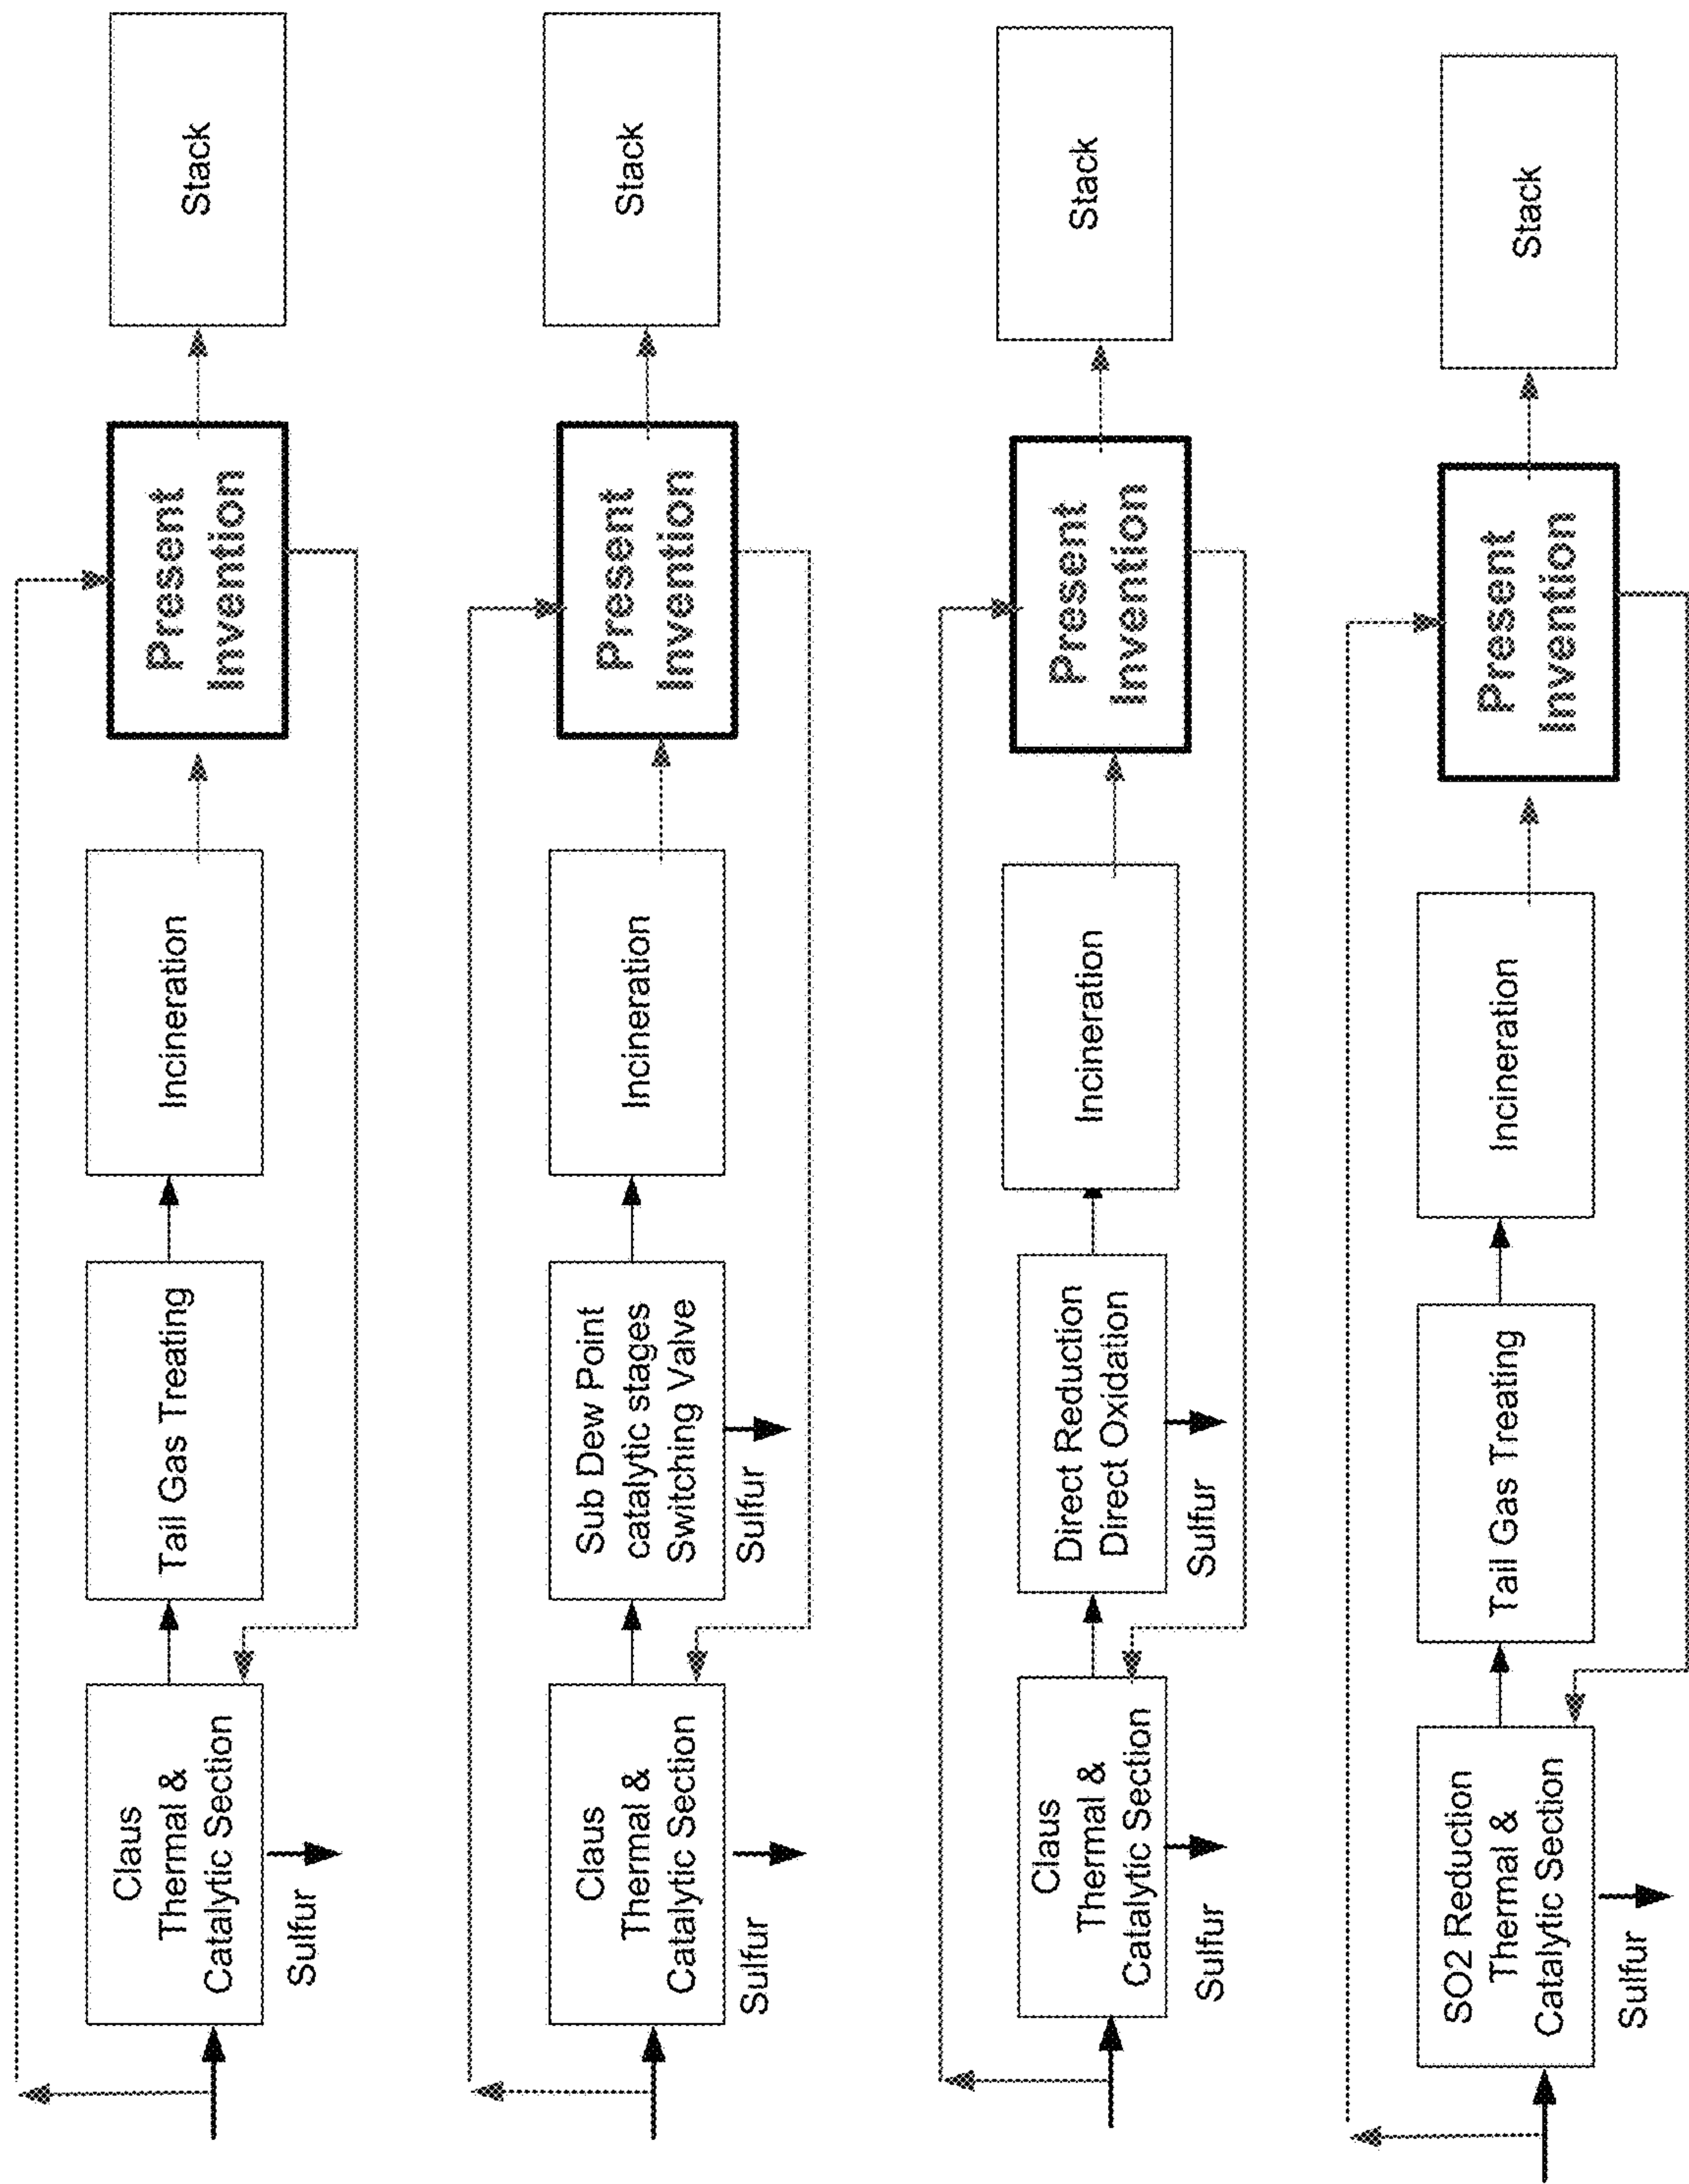 Claus
Thermal &
Catalytic Section
Sulfur
Tail Gas Treating
Incineration
Present
Invention
Stack
Claus
Thermal &
Catalytic Section
Sulfur
Sub Dew Point
catalytic stages
Switching Valve
Sulfur
Incineration
Present
Invention
Stack
Claus
Thermal &
Catalytic Section
Sulfur
Direct Reduction
Direct Oxidation
Sulfur
Incineration
Present
Invention
Stack
SO2 Reduction
Thermal &
Catalytic Section
Sulfur
Tail Gas Treating
Incineration
Present
Invention
Stack